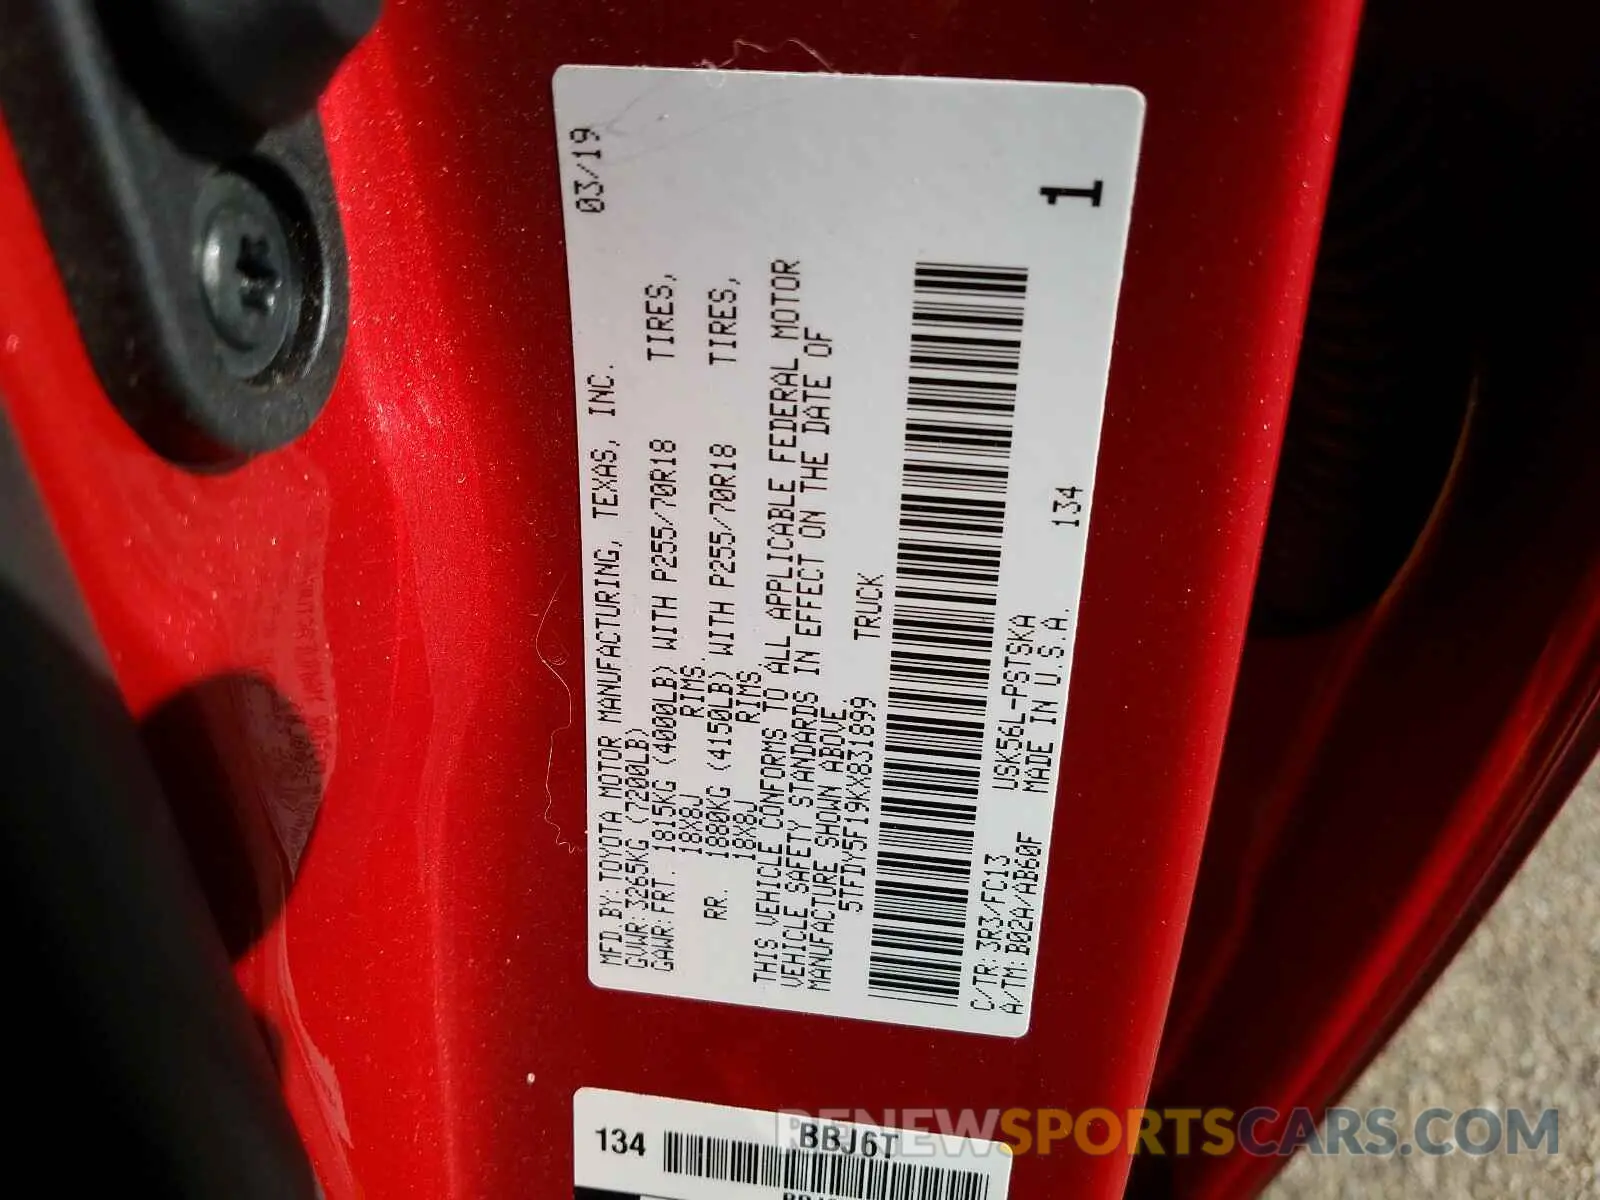 MFD BY: TOYOTA MOTOR MANUFACTURING, TEXAS, INC. 03/19
GVWR: 3265KG (7200LB)
GAWR: FRT. 1815KG (4000LB) WITH P255/70R18 TIRES,
18X8J RIMS.
RR. 1880KG (4150LB) WITH P255/70R18 TIRES,
18X8J RIMS.
THIS VEHICLE CONFORMS TO ALL APPLICABLE FEDERAL MOTOR
VEHICLE SAFETY STANDARDS IN EFFECT ON THE DATE OF
MANUFACTURE SHOWN ABOVE.
5TFDY5F19KX831899 TRUCK
1
C/TR: 3R3/FC13 USK56L-PSTSKA
A/TM: B02A/AB60F MADE IN U.S.A. 134
134 BBJ6T
RENEWSPORTSCARS.COM